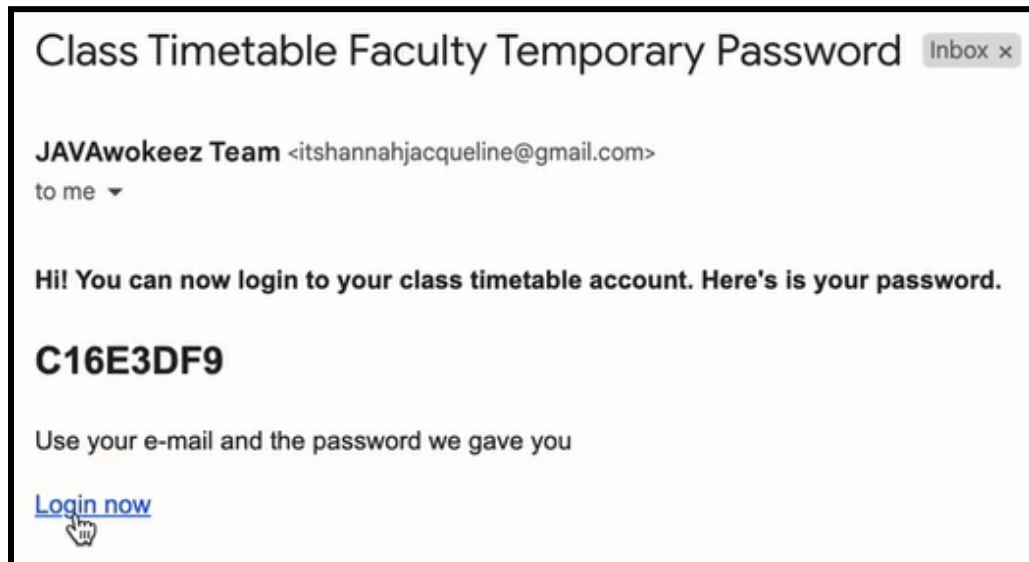 Class Timetable Faculty Temporary Password Inbox ×
JAVAwokeez Team <itshannahjacqueline@gmail.com>
to me
Hi! You can now login to your class timetable account. Here's is your password.
C16E3DF9
Use your e-mail and the password we gave you
Login now